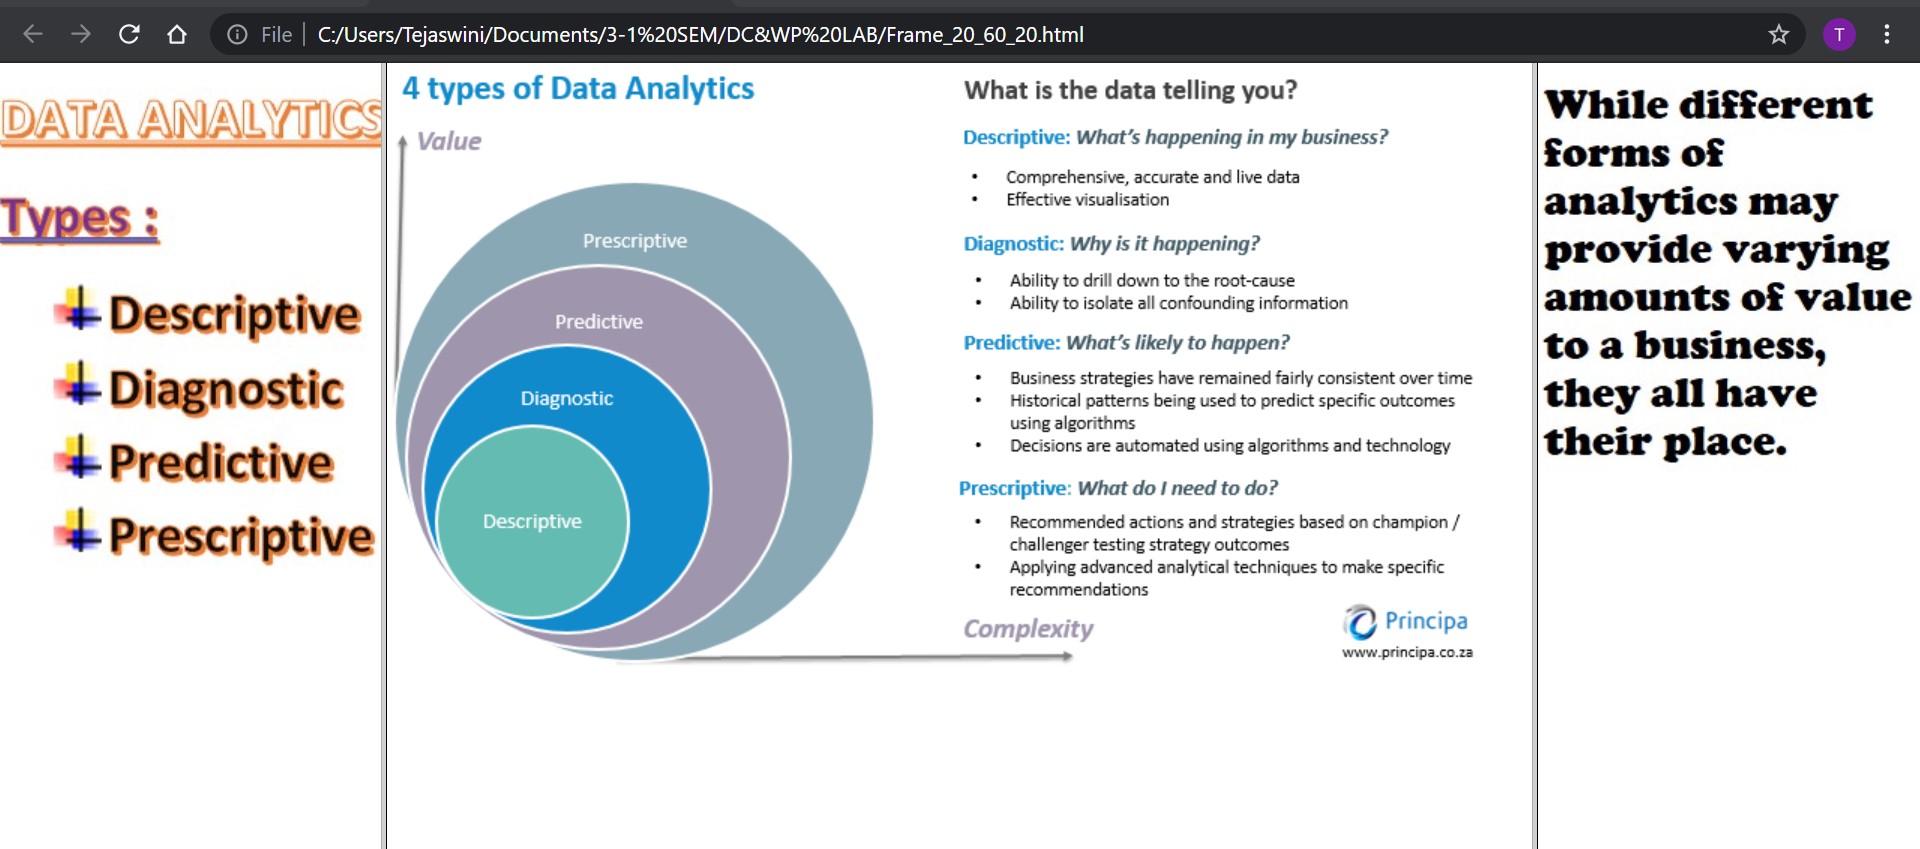 File
C:/Users/Tejaswini/Documents/3-1%20SEM/DC&WP%20LAB/Frame_20_60_20.html
T
DATA ANALYTICS
Types :
Descriptive
Diagnostic
Predictive
Prescriptive
4 types of Data Analytics
Value
Prescriptive
Predictive
Diagnostic
Descriptive
What is the data telling you?
Descriptive: What's happening in my business?
• Comprehensive, accurate and live data
• Effective visualisation
Diagnostic: Why is it happening?
• Ability to drill down to the root-cause
• Ability to isolate all confounding information
Predictive: What's likely to happen?
• Business strategies have remained fairly consistent over time
• Historical patterns being used to predict specific outcomes
using algorithms
• Decisions are automated using algorithms and technology
Prescriptive: What do I need to do?
• Recommended actions and strategies based on champion /
challenger testing strategy outcomes
• Applying advanced analytical techniques to make specific
recommendations
Complexity
Principa
www.principa.co.za
While different
forms of
analytics may
provide varying
amounts of value
to a business,
they all have
their place.